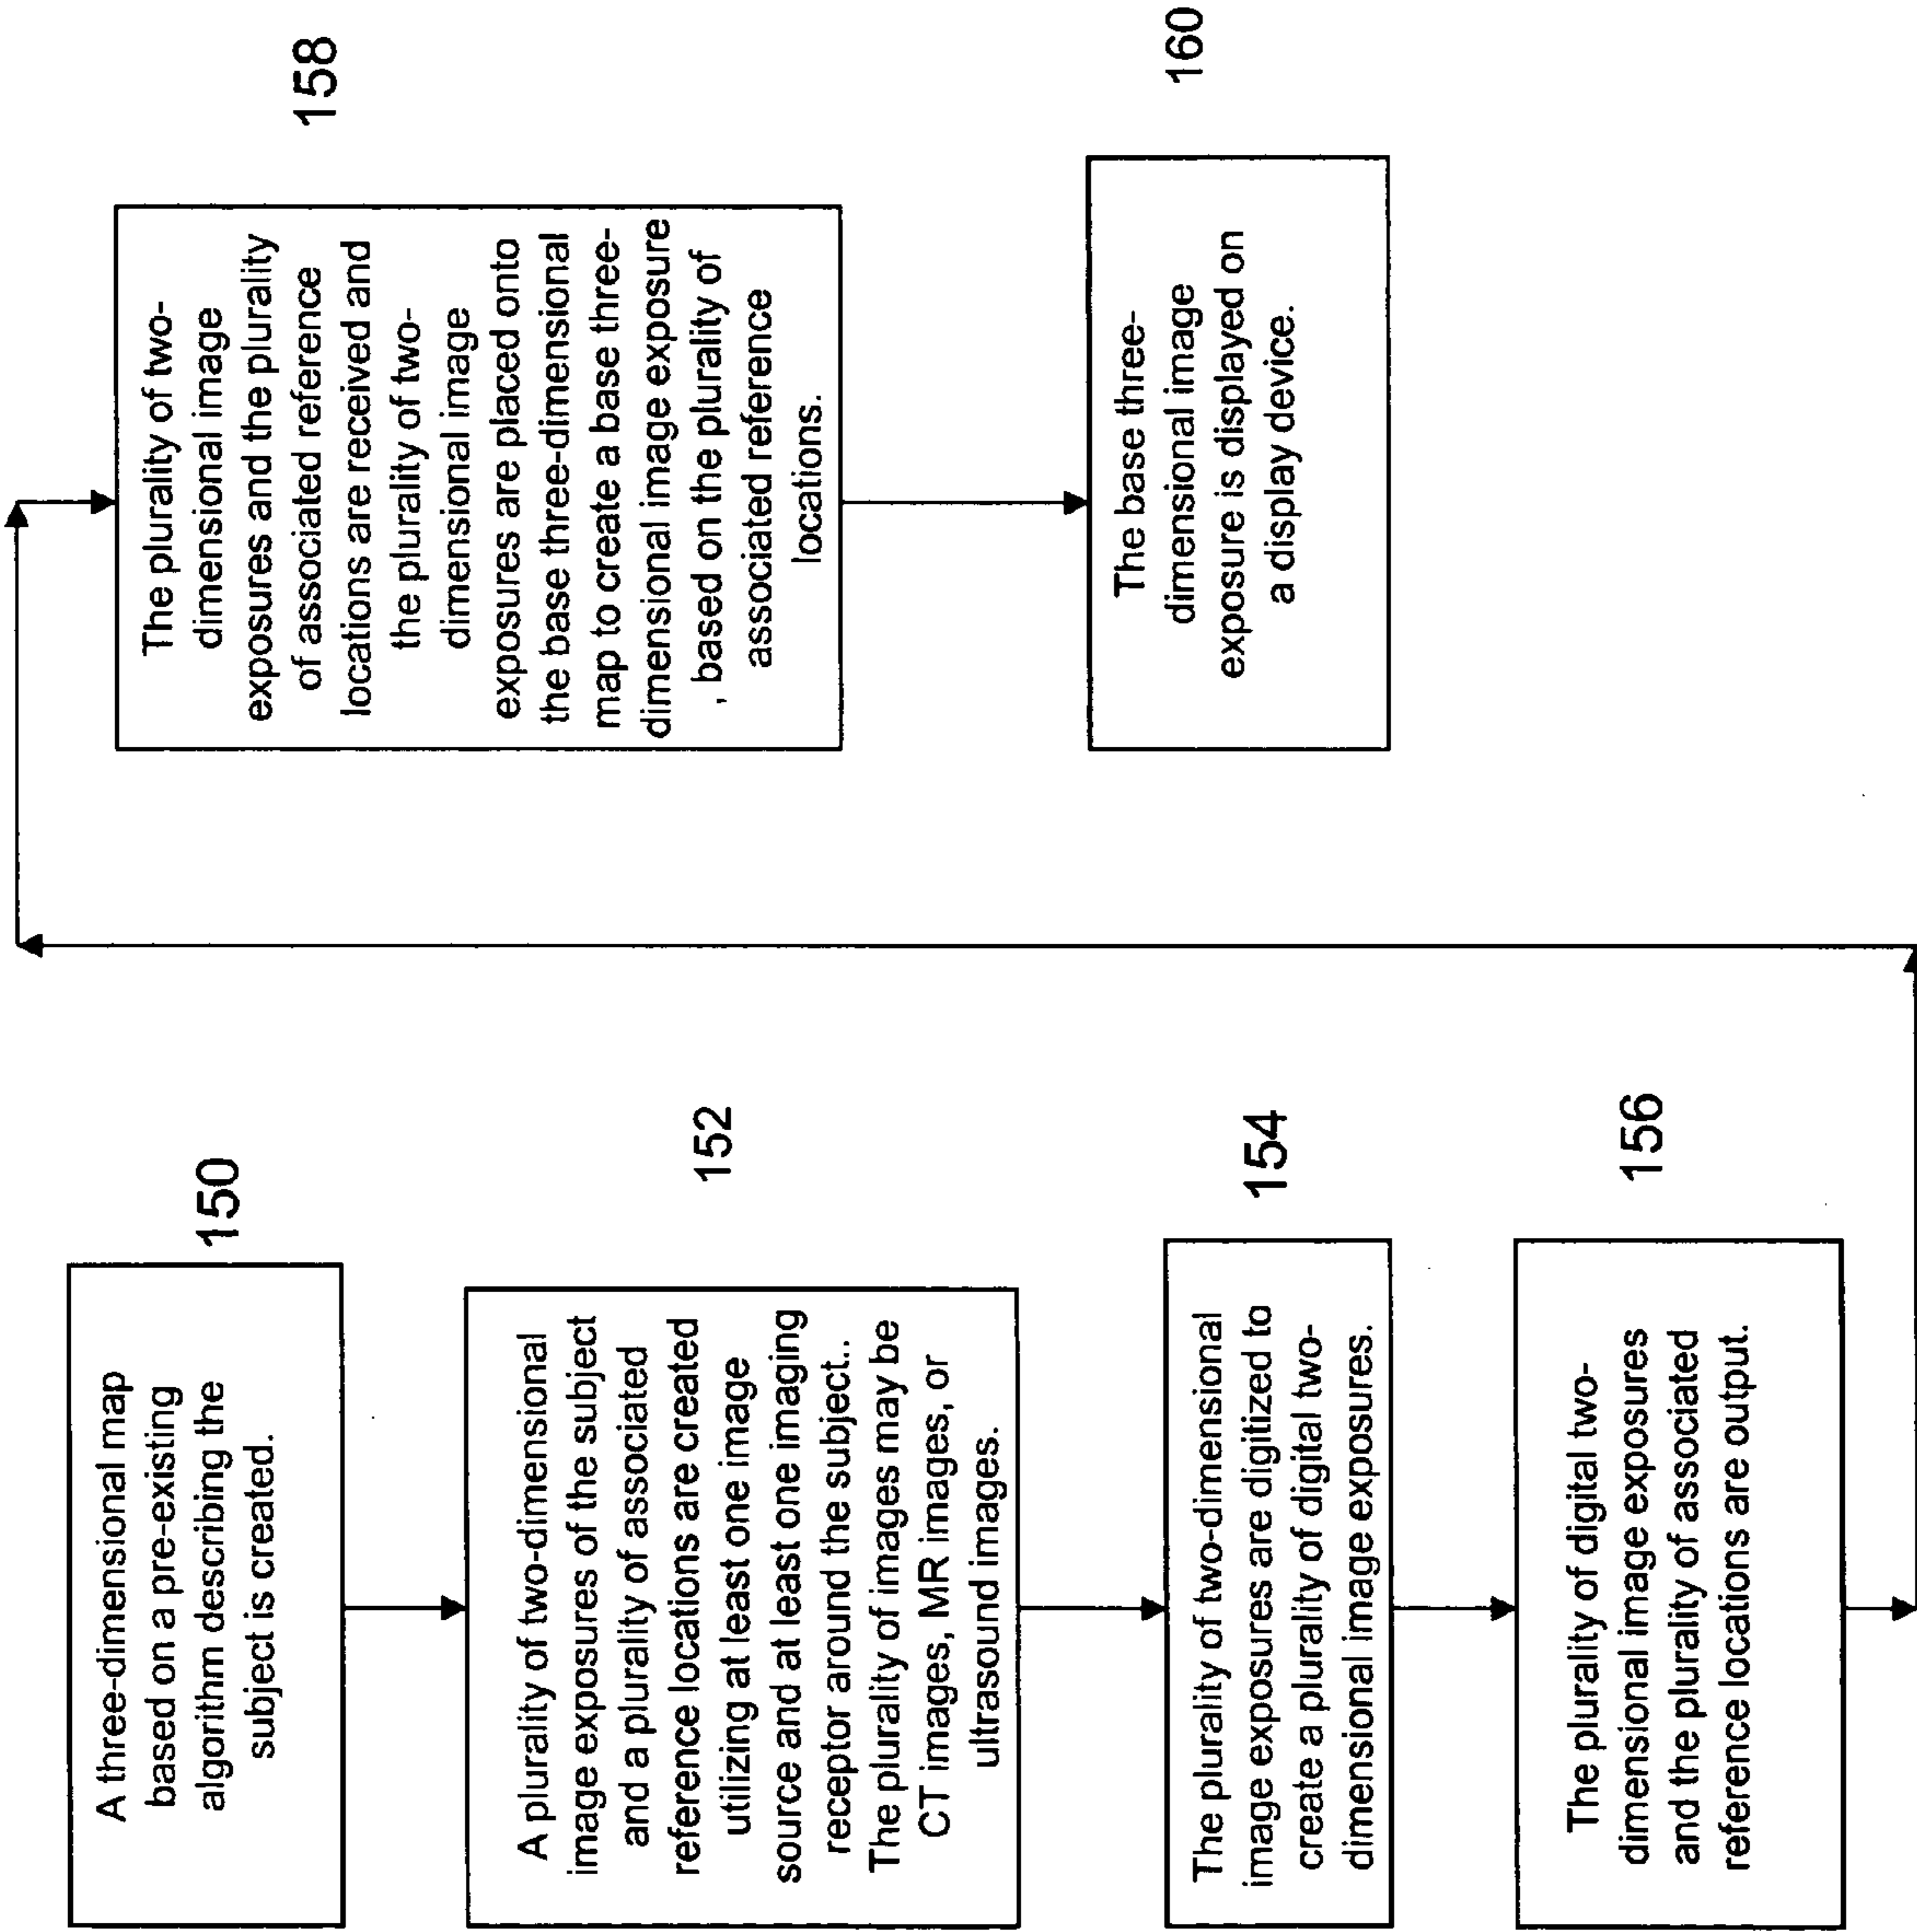 A three-dimensional map
based on a pre-existing
algorithm describing the
subject is created.
150
A plurality of two-dimensional
image exposures of the subject
and a plurality of associated
reference locations are created
utilizing at least one image
source and at least one imaging
receptor around the subject..
The plurality of images may be
CT images, MR images, or
ultrasound images.
152
The plurality of two-dimensional
image exposures are digitized to
create a plurality of digital two-
dimensional image exposures.
154
The plurality of digital two-
dimensional image exposures
and the plurality of associated
reference locations are output.
156
The plurality of two-
dimensional image
exposures and the plurality
of associated reference
locations are received and
the plurality of two-
dimensional image
exposures are placed onto
the base three-dimensional
map to create a base three-
dimensional image exposure
, based on the plurality of
associated reference
locations.
158
The base three-
dimensional image
exposure is displayed on
a display device.
160